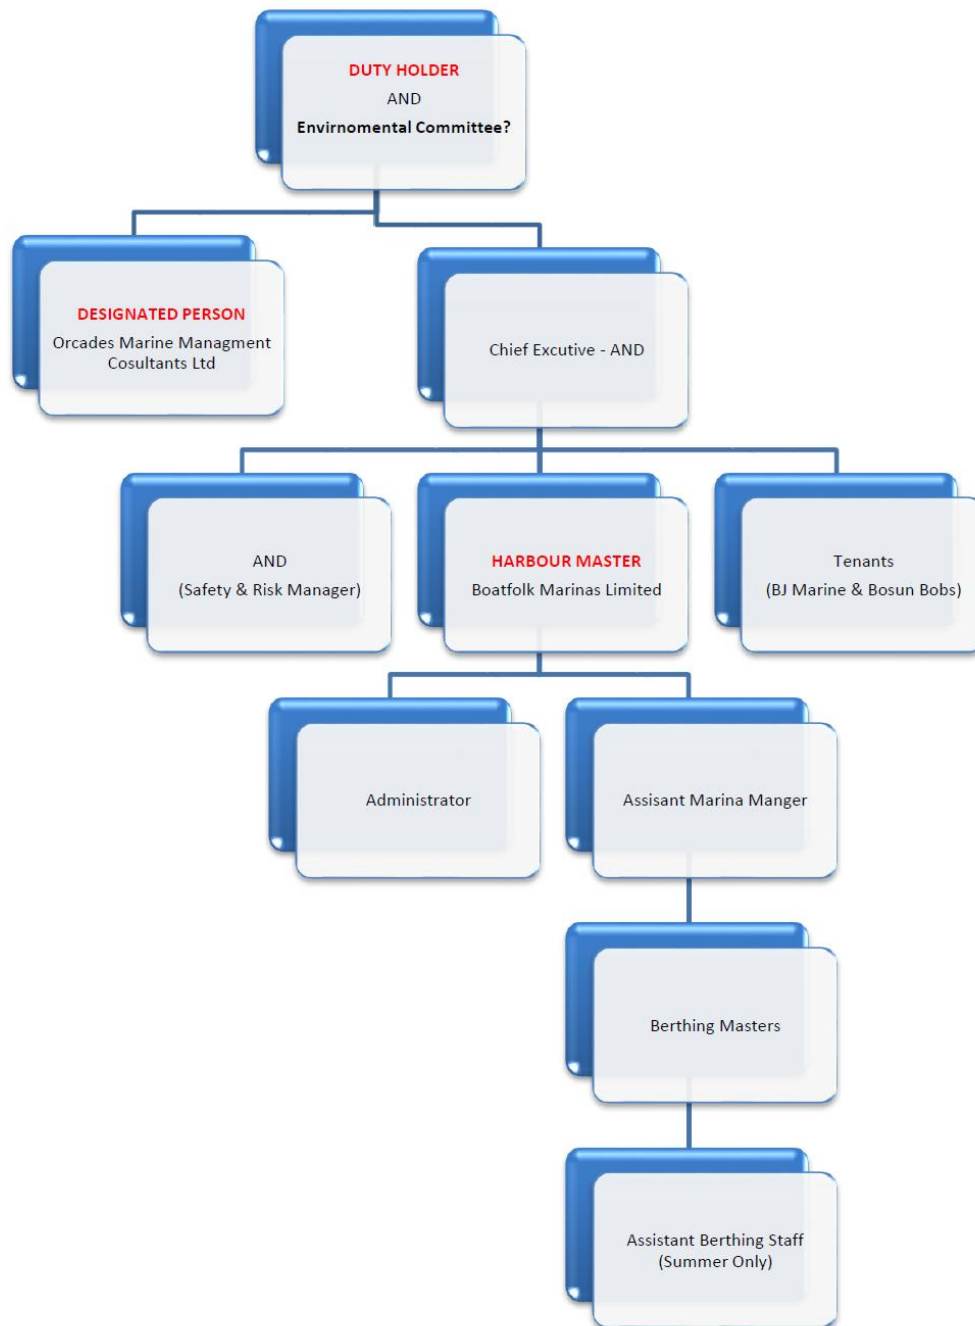 DUTY HOLDER
AND
Envirnomental Committee?
DESIGNATED PERSON
Orcades Marine Managment
Cosultants Ltd
Chief Excutive - AND
AND
(Safety & Risk Manager)
HARBOUR MASTER
Boatfolk Marinas Limited
Tenants
(BJ Marine & Bosun Bobs)
Administrator
Assisant Marina Manger
Berthing Masters
Assistant Berthing Staff
(Summer Only)